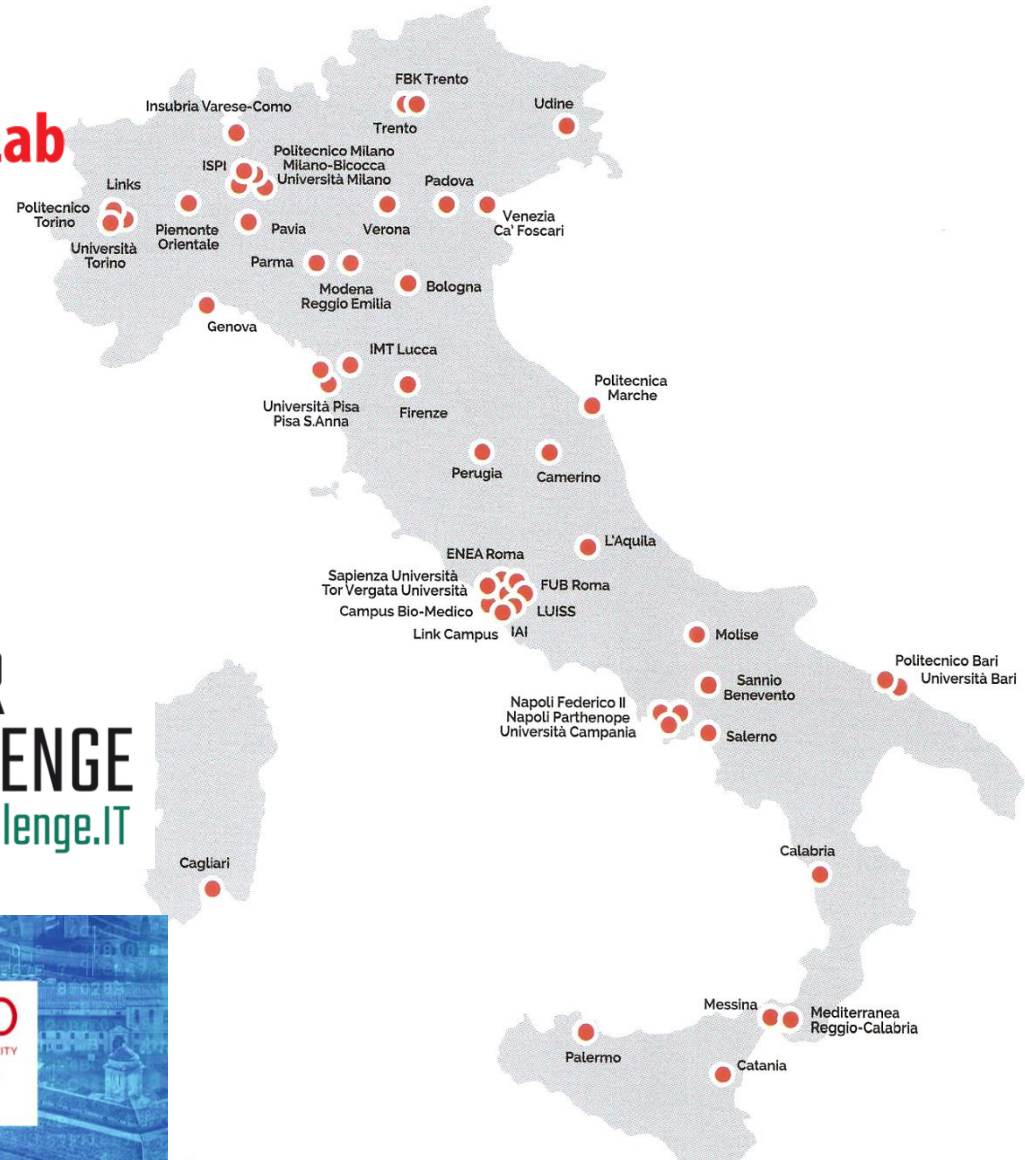 FBK Trento
Trento
Udine
Insubria Varese-Como
Lab
Politecnico Milano
Milano-Bicocca
Università Milano
ISPI
Links
Politecnico
Torino
Università
Torino
Piemonte
Orientale
Pavia
Verona
Padova
Venezia
Ca' Foscari
Parma
Modena
Reggio Emilia
Bologna
Genova
IMT Lucca
Università Pisa
Pisa S.Anna
Firenze
Politecnica
Marche
Perugia
Camerino
L'Aquila
ENEA Roma
Sapienza Università
Tor Vergata Università
FUB Roma
Campus Bio-Medico
LUISS
Link Campus
IAI
Molise
Politecnico Bari
Università Bari
Sannio
Benevento
Napoli Federico II
Napoli Parthenope
Università Campania
Salerno
R
ENGE
lenge.IT
Cagliari
Calabria
Messina
Mediterranea
Reggio-Calabria
Palermo
Catania
O
ITY